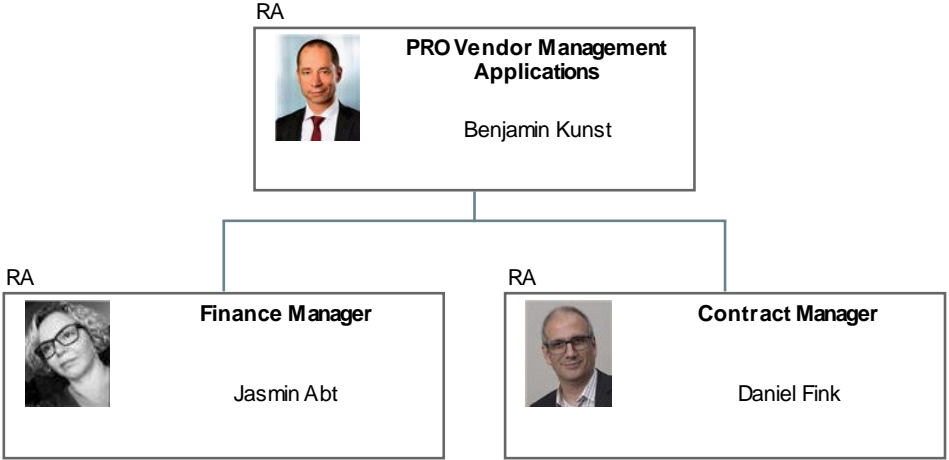 RA
PRO Vendor Management
Applications
Benjamin Kunst
RA
Finance Manager
Jasmin Abt
RA
Contract Manager
Daniel Fink